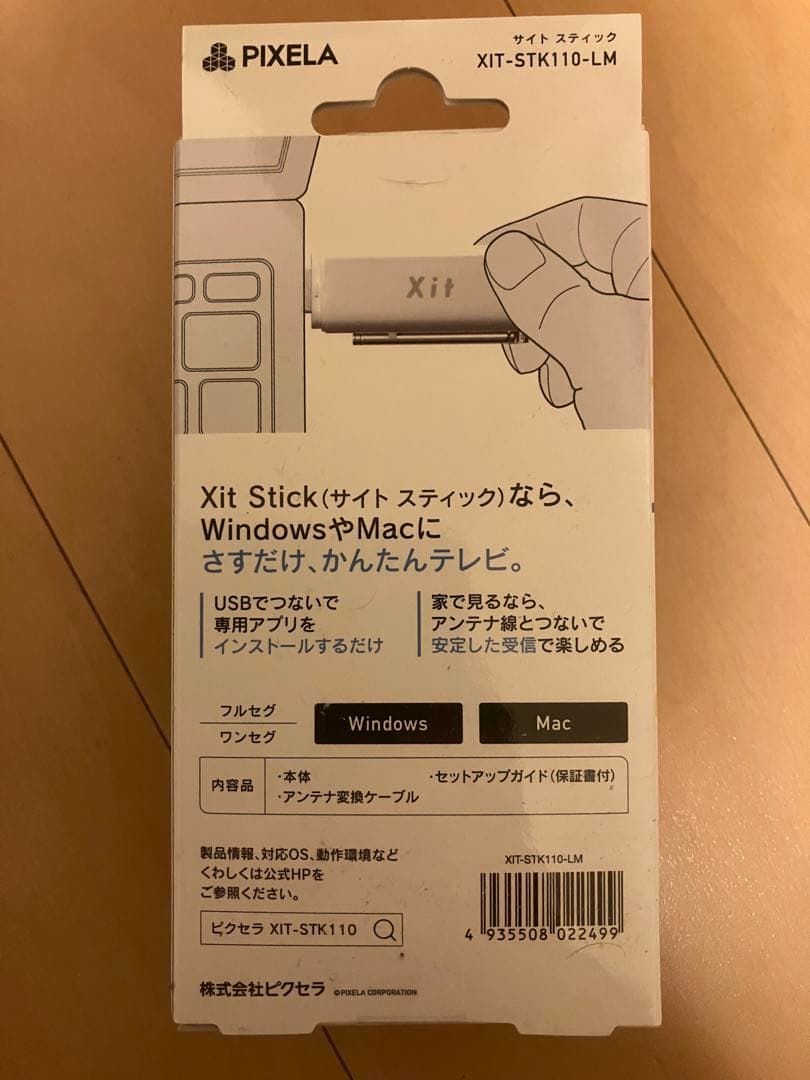 PIXELA
サイト スティック
XIT-STK110-LM
Xit
Xit Stick(サイト スティック)なら、
WindowsやMacに
さすだけ、かんたんテレビ。
USBでつないで
専用アプリを
インストールするだけ
家で見るなら、
アンテナ線とつないで
安定した受信で楽しめる
フルセグ
ワンセグ
Windows
Mac
内容品
・本体
・アンテナ変換ケーブル
・セットアップガイド(保証書付)
製品情報、対応OS、動作環境など
くわしくは公式HPを
ご参照ください。
ピクセラ XIT-STK110
XIT-STK110-LM
4 935508 022499
株式会社ピクセラ ©PIXELA CORPORATION